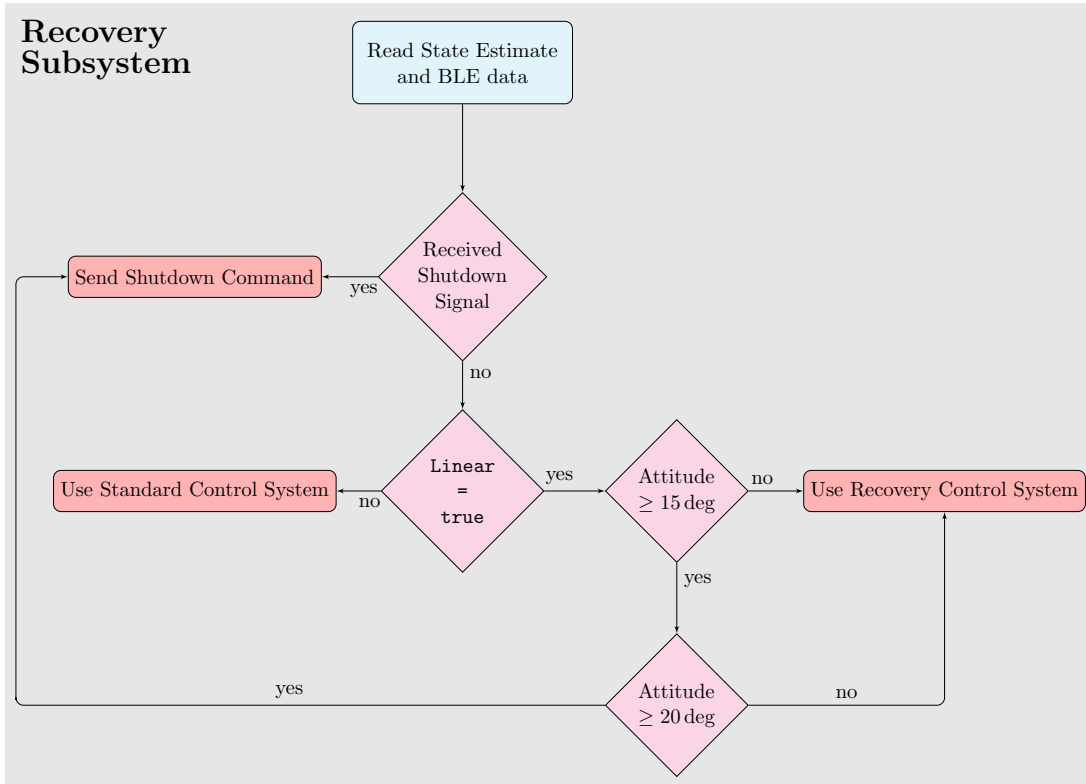 Recovery
Subsystem
Read State Estimate
and BLE data
Received
Shutdown
Signal
Send Shutdown Command
yes
no
Linear
=
true
yes
no
Use Standard Control System
Attitude
≥ 15 deg
no
Use Recovery Control System
yes
Attitude
≥ 20 deg
yes
no